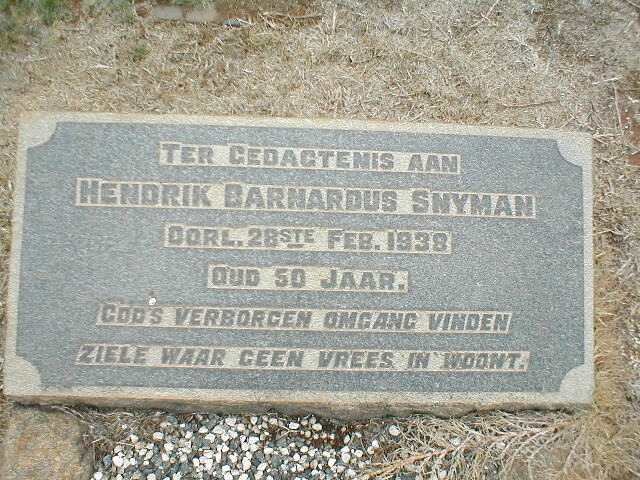 TER GEDAGTENIS AAN
HENDRIK BARNARDUS SNYMAN
OORL. 28STE FEB. 1938
OUD 50 JAAR.
GOD'S VERBORGEN OMGANG VINDEN
ZIELE WAAR GEEN VREES IN WOONT.